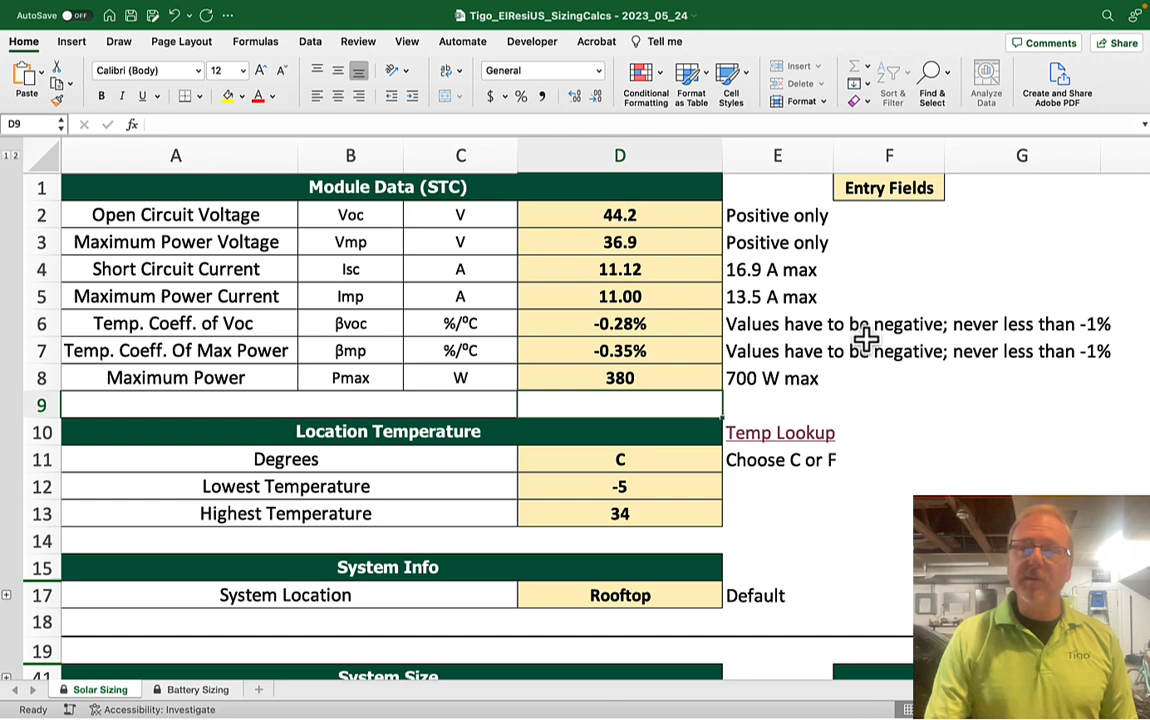 AutoSave OFF Tigo_EIResiUS_SizingCalcs - 2023_05_24
Home Insert Draw Page Layout Formulas Data Review View Automate Developer Acrobat Tell me Comments Share
Paste Calibri (Body) 12 General Conditional Formatting Format as Table Cell Styles Insert Delete Format Sort & Filter Find & Select Analyze Data Create and Share Adobe PDF
D9 fx
1 2 A B C D E F G
1 Module Data (STC) Entry Fields
2 Open Circuit Voltage Voc V 44.2 Positive only
3 Maximum Power Voltage Vmp V 36.9 Positive only
4 Short Circuit Current Isc A 11.12 16.9 A max
5 Maximum Power Current Imp A 11.00 13.5 A max
6 Temp. Coeff. of Voc βvoc %/ºC -0.28% Values have to be negative; never less than -1%
7 Temp. Coeff. Of Max Power βmp %/ºC -0.35% Values have to be negative; never less than -1%
8 Maximum Power Pmax W 380 700 W max
9
10 Location Temperature Temp Lookup
11 Degrees C Choose C or F
12 Lowest Temperature -5
13 Highest Temperature 34
14
15 System Info
17 System Location Rooftop Default
18
19
41 System Size
Solar Sizing Battery Sizing
Ready Accessibility: Investigate
Tigo